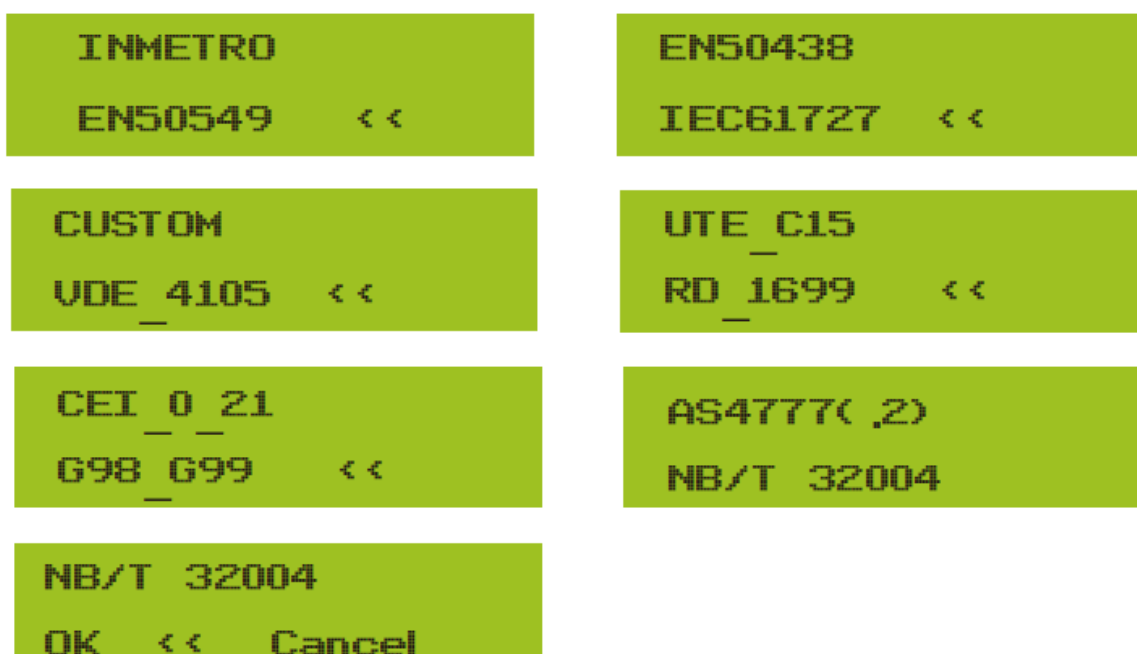 INMETRO
EN50549 <<
EN50438
IEC61727 <<
CUSTOM
VDE_4105 <<
UTE_C15
RD_1699 <<
CEI_0_21
G98_G99 <<
AS4777(.2)
NB/T 32004
NB/T 32004
OK << Cancel